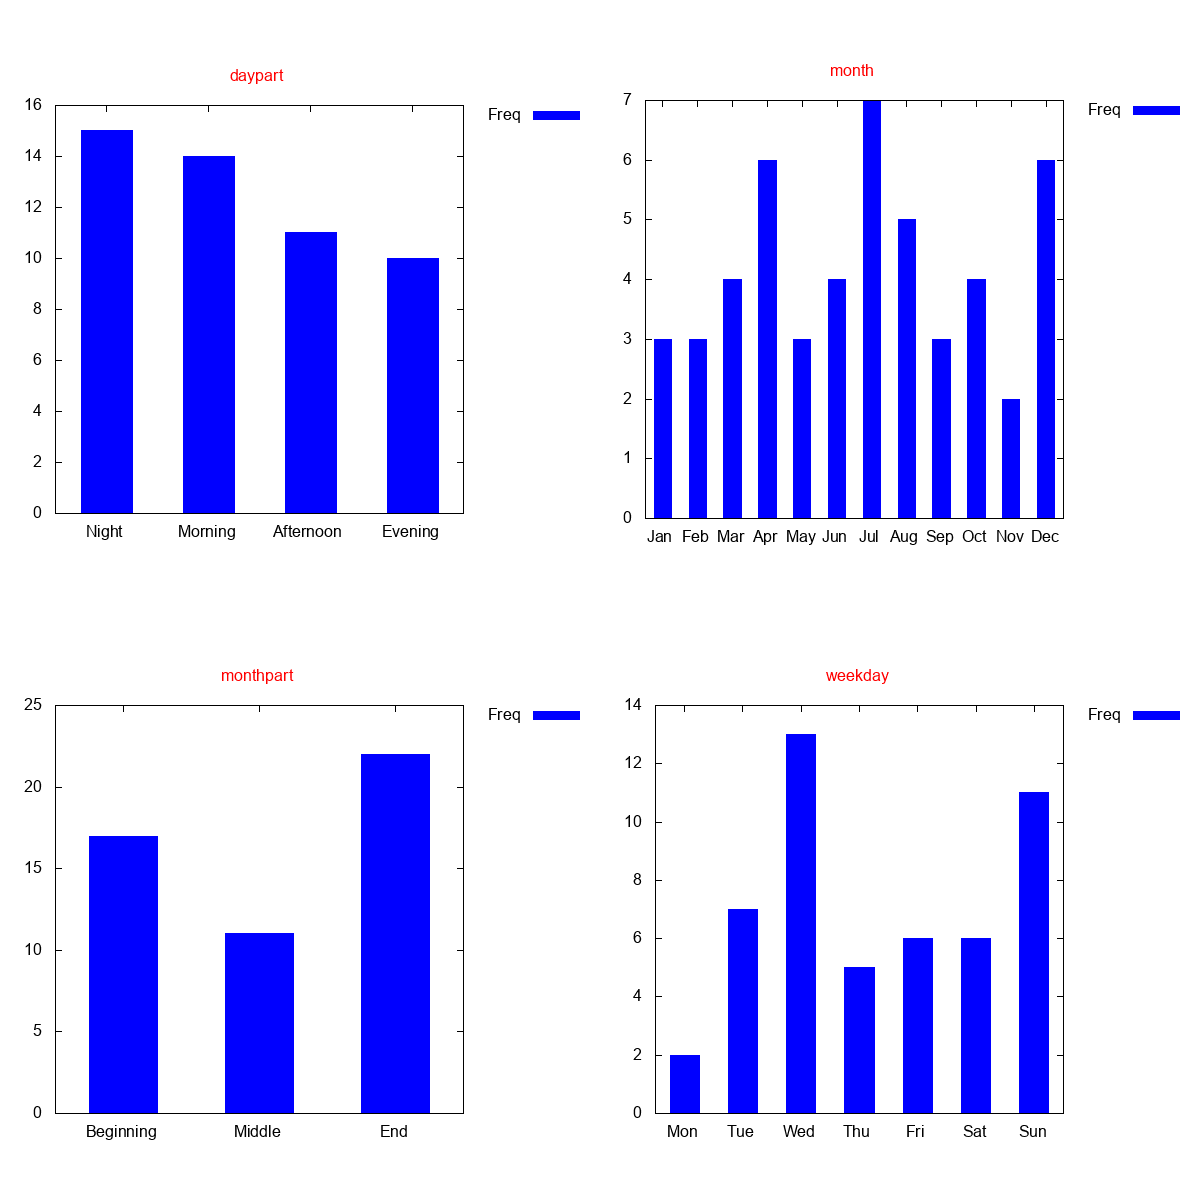 daypart
Freq
16
14
12
10
8
6
4
2
0
Night Morning Afternoon Evening
month
Freq
7
6
5
4
3
2
1
0
Jan Feb Mar Apr May Jun Jul Aug Sep Oct Nov Dec
monthpart
Freq
25
20
15
10
5
0
Beginning Middle End
weekday
Freq
14
12
10
8
6
4
2
0
Mon Tue Wed Thu Fri Sat Sun